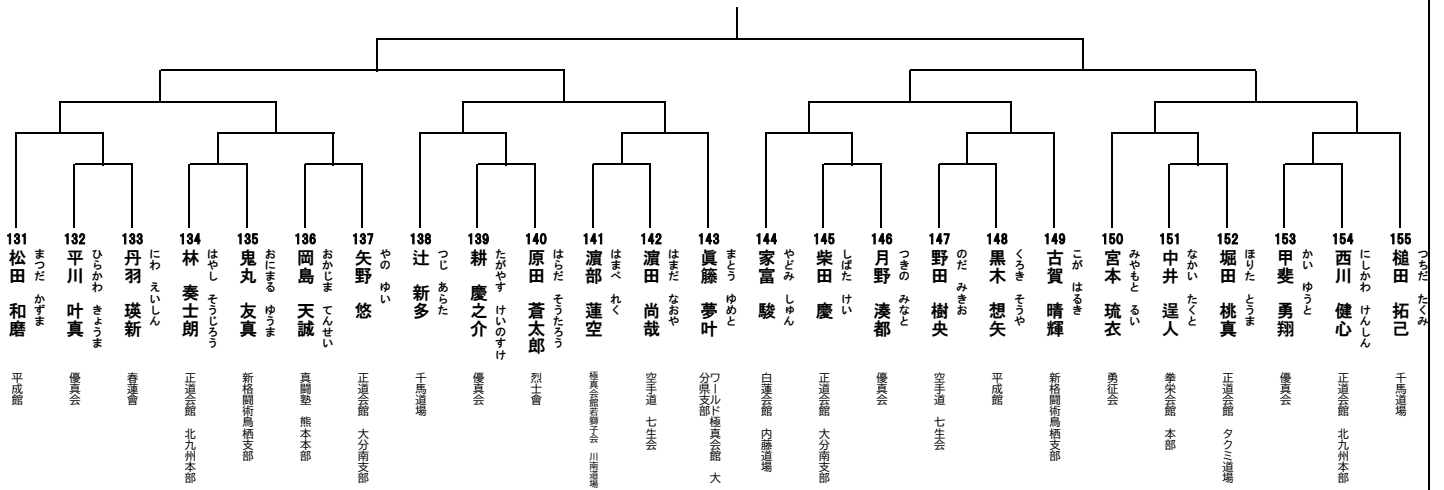 131
松田 和磨
まつだ かずま
平成館
132
平川 叶真
ひらかわ きょうま
優真会
133
丹羽 瑛新
にわ えいしん
春蓮會
134
林 奏士朗
はやし そうじろう
正道会館 北九州本部
135
鬼丸 友真
おにまる ゆうま
新格闘術鳥栖支部
136
岡島 天誠
おかじま てんせい
真闘塾 熊本本部
137
矢野 悠
やの ゆい
正道会館 大分南支部
138
辻 新多
つじ あらた
千馬道場
139
耕 慶之介
たがやす けいのすけ
優真会
140
原田 蒼太郎
はらだ そうたろう
烈士會
141
濵部 蓮空
はまべ れく
極真会館若獅子会 川南道場
142
濵田 尚哉
はまだ なおや
空手道 七生会
143
眞藤 夢叶
まとう ゆめと
ワールド極真会館 大
分県支部
144
家富 駿
やどみ しゅん
白蓮会館 内藤道場
145
柴田 慶
しばた けい
正道会館 大分南支部
146
月野 湊都
つきの みなと
優真会
147
野田 樹央
のだ みきお
空手道 七生会
148
黒木 想矢
くろき そうや
平成館
149
古賀 晴輝
こが はるき
新格闘術鳥栖支部
150
宮本 琉衣
みやもと るい
勇征会
151
中井 逞人
なかい たくと
拳栄会館 本部
152
堀田 桃真
ほりた とうま
正道会館 タクミ道場
153
甲斐 勇翔
かい ゆうと
優真会
154
西川 健心
にしかわ けんしん
正道会館 北九州本部
155
槌田 拓己
つちだ たくみ
千馬道場